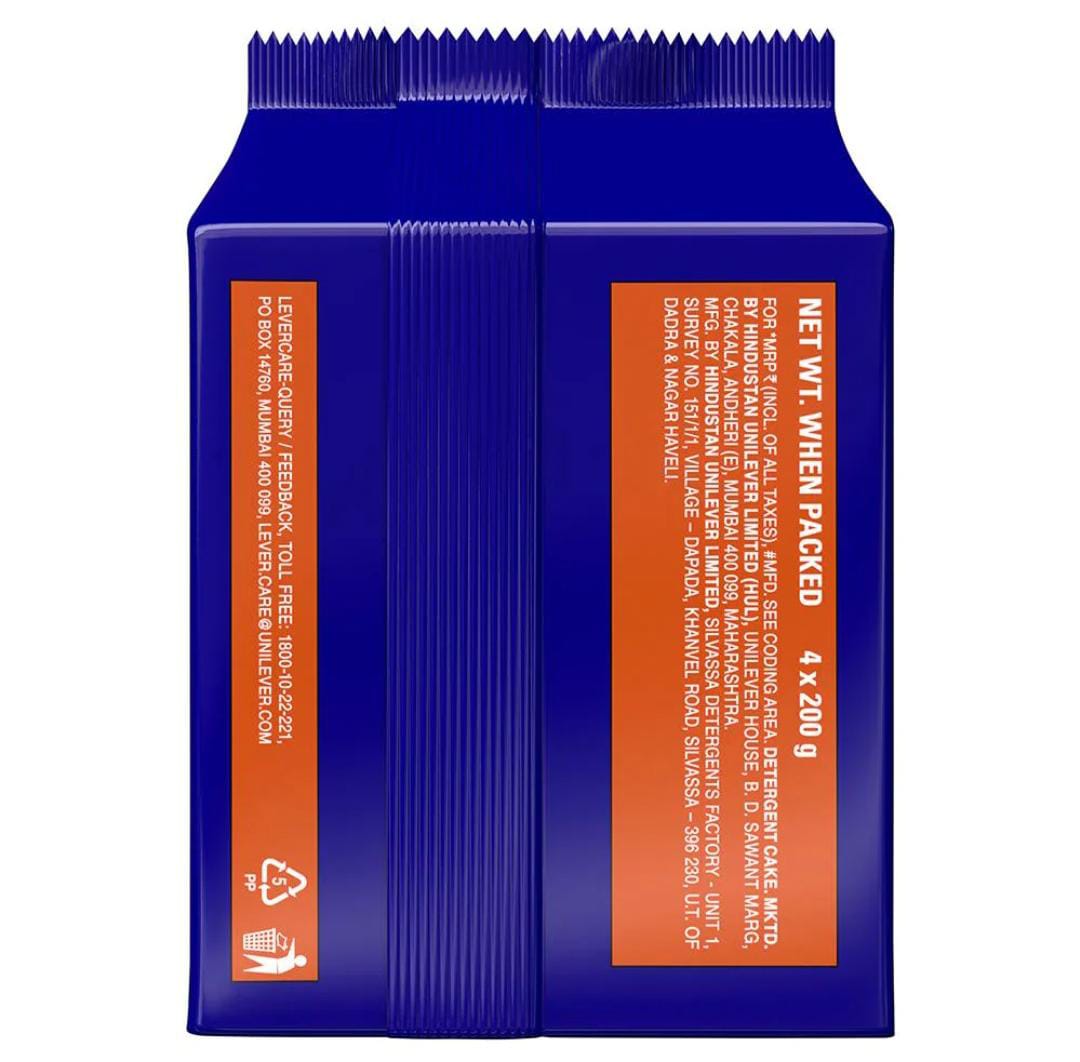 NET WT. WHEN PACKED 4 x 200 g
FOR *MRP ₹ (INCL. OF ALL TAXES), #MFD. SEE CODING AREA. DETERGENT CAKE. MKTD.
BY HINDUSTAN UNILEVER LIMITED (HUL), UNILEVER HOUSE, B. D. SAWANT MARG,
CHAKALA, ANDHERI (E), MUMBAI 400 099, MAHARASHTRA.
MFG. BY HINDUSTAN UNILEVER LIMITED, SILVASSA DETERGENTS FACTORY - UNIT 1,
SURVEY NO. 151/1/1, VILLAGE – DAPADA, KHANVEL ROAD, SILVASSA – 396 230, U.T. OF
DADRA & NAGAR HAVELI.
LEVERCARE-QUERY / FEEDBACK, TOLL FREE: 1800-10-22-221,
PO BOX 14760, MUMBAI 400 099, LEVER.CARE@UNILEVER.COM
5
PP